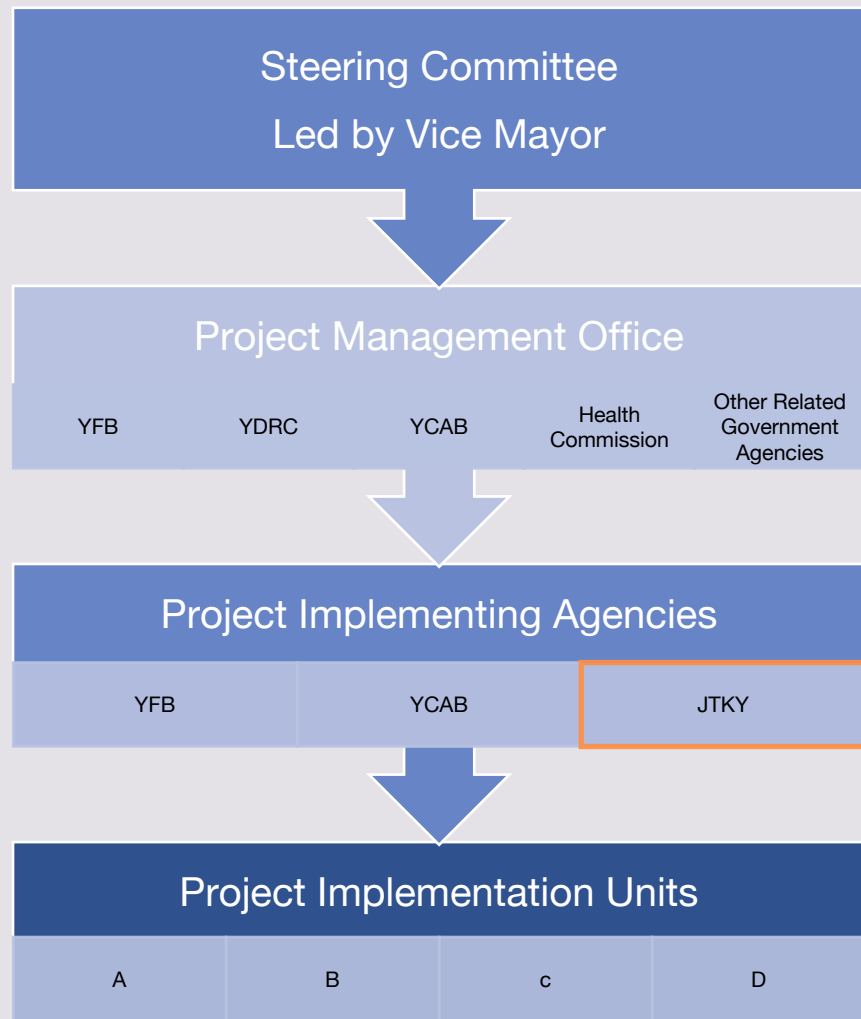 Steering Committee
Led by Vice Mayor
Project Management Office
YFB
YDRC
YCAB
Health
Commission
Other Related
Government
Agencies
Project Implementing Agencies
YFB
YCAB
JTKY
Project Implementation Units
A
B
c
D